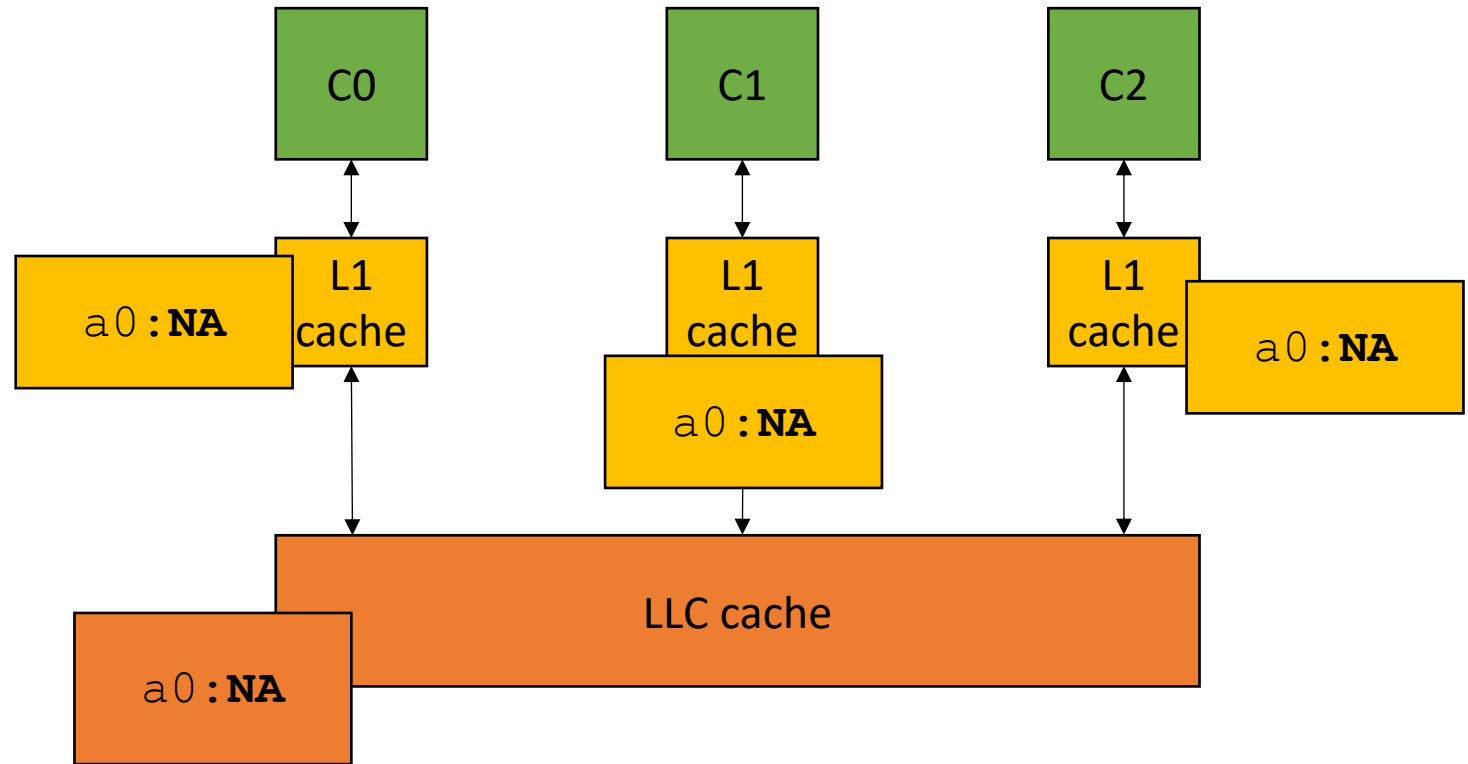 C0
C1
C2
L1
cache
L1
cache
L1
cache
a0:NA
a0:NA
a0:NA
LLC cache
a0:NA